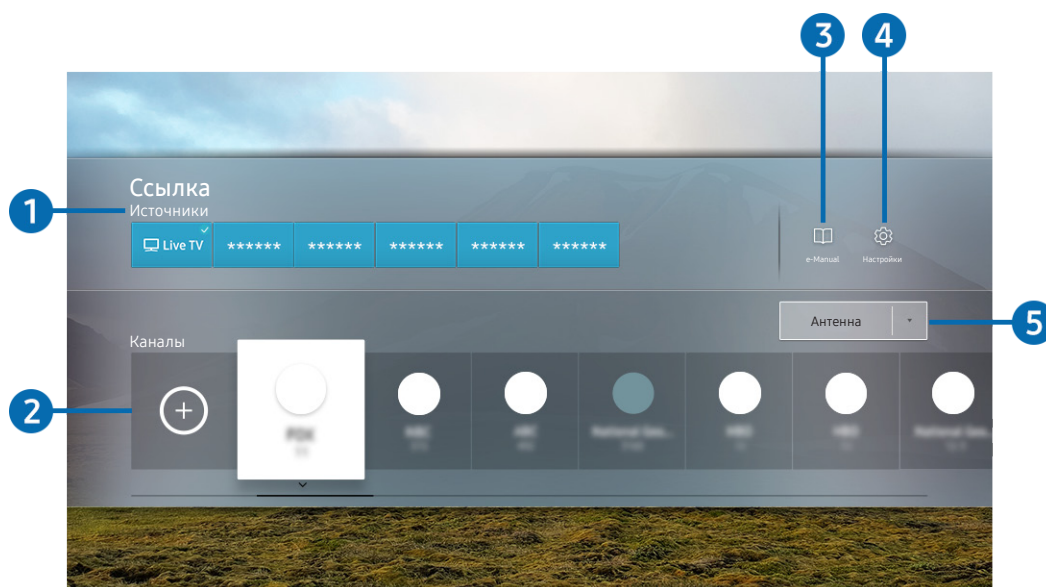 3 4
Ссылка
1 Источники
Live TV ****** ****** ****** ****** ******
e-Manual Настройки
Антенна
5
Каналы
2